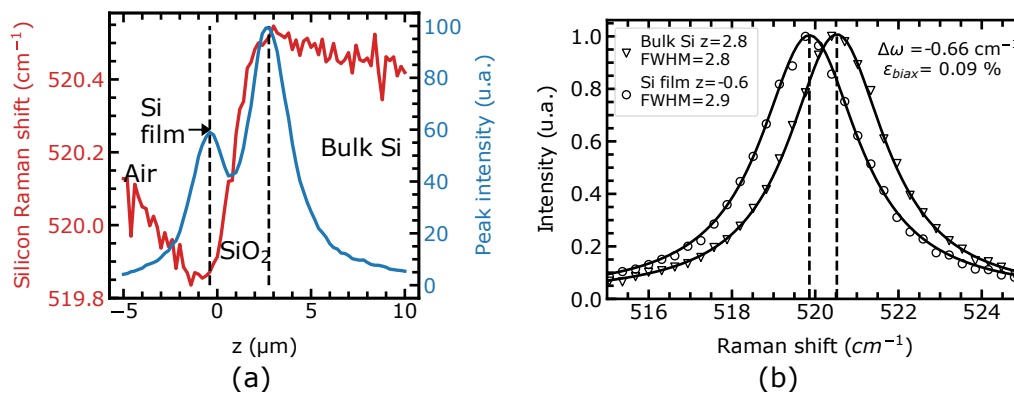 (a)
Silicon Raman shift (cm⁻¹)
520.4
520.2
520.0
519.8
Si
film
Air
SiO₂
Bulk Si
100
80
60
40
20
0
Peak intensity (u.a.)
−5 0 5 10
z (µm)
(a)
Intensity (u.a.)
1.0
0.8
0.6
0.4
0.2
0.0
Bulk Si z=2.8
FWHM=2.8
Si film z=-0.6
FWHM=2.9
Δω = -0.66 cm⁻¹
ε_biax = 0.09 %
516 518 520 522 524
Raman shift (cm⁻¹)
(b)